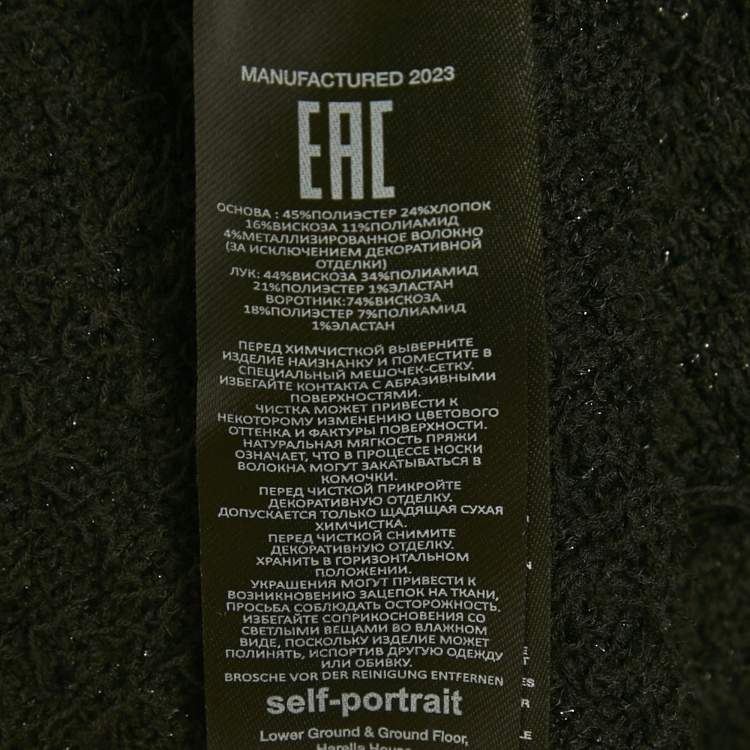 MANUFACTURED 2023
EAC
ОСНОВА : 45%ПОЛИЭСТЕР 24%ХЛОПОК
16%ВИСКОЗА 11%ПОЛИАМИД
4%МЕТАЛЛИЗИРОВАННОЕ ВОЛОКНО
(ЗА ИСКЛЮЧЕНИЕМ ДЕКОРАТИВНОЙ
ОТДЕЛКИ)
ЛУК: 44%ВИСКОЗА 34%ПОЛИАМИД
21%ПОЛИЭСТЕР 1%ЭЛАСТАН
ВОРОТНИК:74%ВИСКОЗА
18%ПОЛИЭСТЕР 7%ПОЛИАМИД
1%ЭЛАСТАН
ПЕРЕД ХИМЧИСТКОЙ ВЫВЕРНИТЕ
ИЗДЕЛИЕ НАИЗНАНКУ И ПОМЕСТИТЕ В
СПЕЦИАЛЬНЫЙ МЕШОЧЕК-СЕТКУ.
ИЗБЕГАЙТЕ КОНТАКТА С АБРАЗИВНЫМИ
ПОВЕРХНОСТЯМИ.
ЧИСТКА МОЖЕТ ПРИВЕСТИ К
НЕКОТОРОМУ ИЗМЕНЕНИЮ ЦВЕТОВОГО
ОТТЕНКА И ФАКТУРЫ ПОВЕРХНОСТИ.
НАТУРАЛЬНАЯ МЯГКОСТЬ ПРЯЖИ
ОЗНАЧАЕТ, ЧТО В ПРОЦЕССЕ НОСКИ
ВОЛОКНА МОГУТ ЗАКАТЫВАТЬСЯ В
КОМОЧКИ.
ПЕРЕД ЧИСТКОЙ ПРИКРОЙТЕ
ДЕКОРАТИВНУЮ ОТДЕЛКУ.
ДОПУСКАЕТСЯ ТОЛЬКО ЩАДЯЩАЯ СУХАЯ
ХИМЧИСТКА.
ПЕРЕД ЧИСТКОЙ СНИМИТЕ
ДЕКОРАТИВНУЮ ОТДЕЛКУ.
ХРАНИТЬ В ГОРИЗОНТАЛЬНОМ
ПОЛОЖЕНИИ.
УКРАШЕНИЯ МОГУТ ПРИВЕСТИ К
ВОЗНИКНОВЕНИЮ ЗАЦЕПОК НА ТКАНИ,
ПРОСЬБА СОБЛЮДАТЬ ОСТОРОЖНОСТЬ.
ИЗБЕГАЙТЕ СОПРИКОСНОВЕНИЯ СО
СВЕТЛЫМИ ВЕЩАМИ ВО ВЛАЖНОМ
ВИДЕ, ПОСКОЛЬКУ ИЗДЕЛИЕ МОЖЕТ
ПОЛИНЯТЬ, ИСПОРТИВ ДРУГУЮ ОДЕЖДУ
ИЛИ ОБИВКУ.
BROSCHE VOR DER REINIGUNG ENTFERNEN
self-portrait
Lower Ground & Ground Floor,